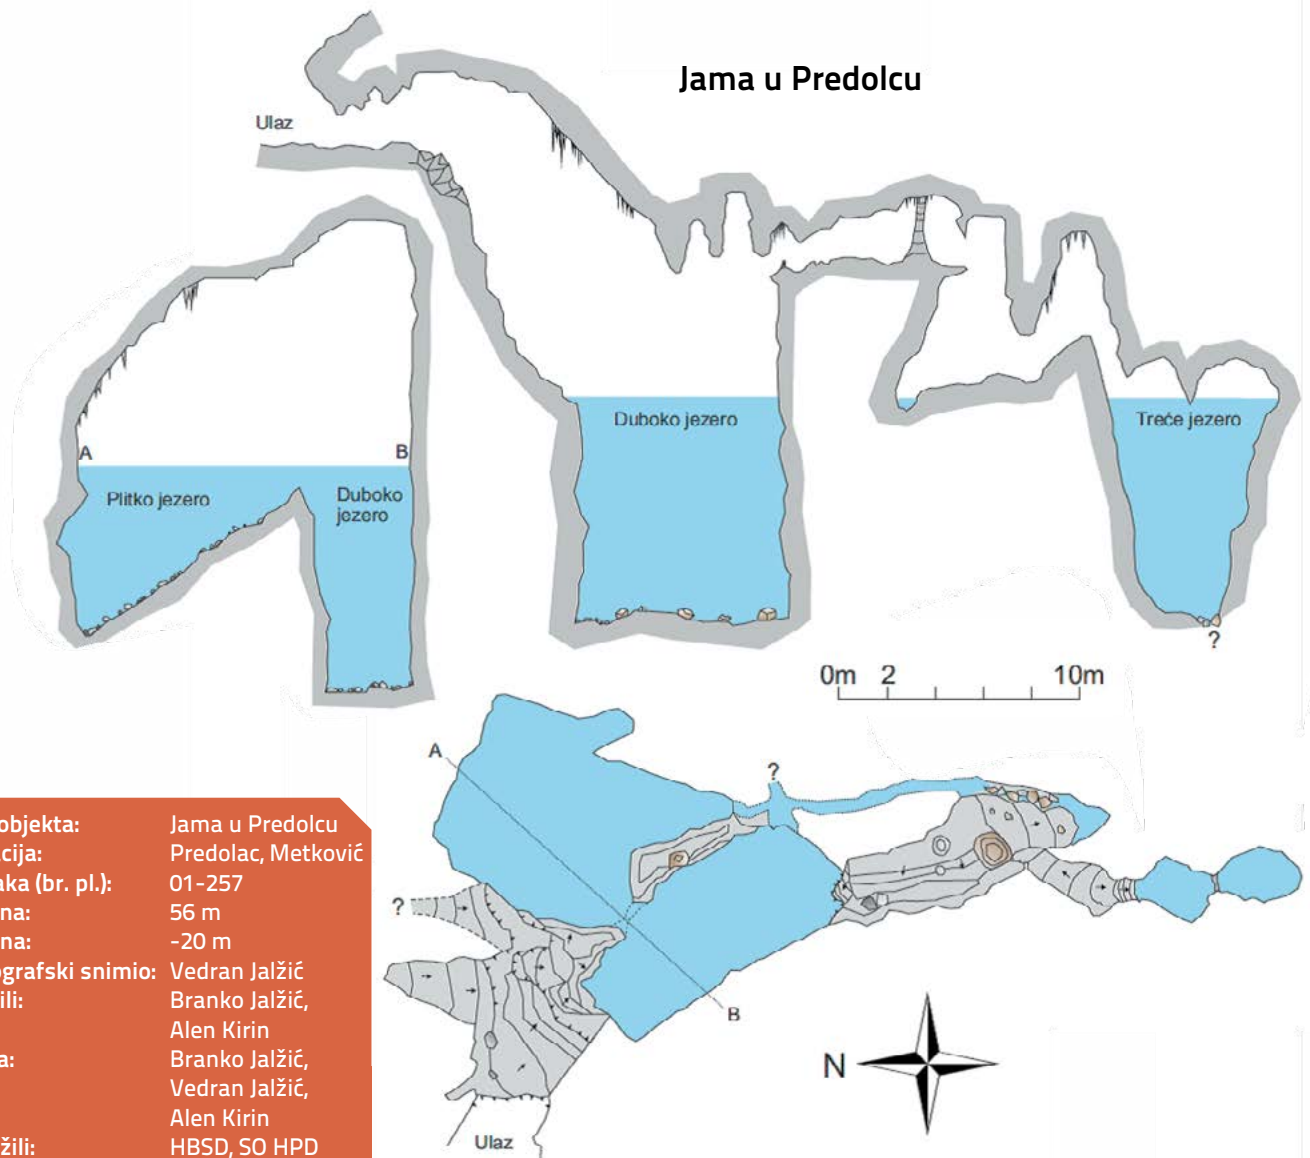 Jama u Predolcu
Ulaz
A
B
Plitko jezero
Duboko
jezero
Duboko jezero
Treće jezero
?
0m 2 10m
A
?
?
B
N
Ulaz
objekta: Jama u Predolcu
cija: Predolac, Metković
aka (br. pl.): 01-257
na: 56 m
na: -20 m
ografski snimio: Vedran Jalžić
ili: Branko Jalžić,
Alen Kirin
a: Branko Jalžić,
Vedran Jalžić,
Alen Kirin
žili: HBSD, SO HPD